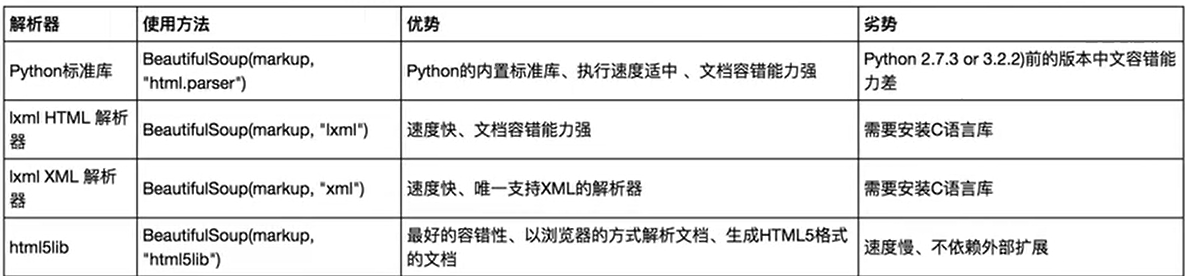 解析器 使用方法 优势 劣势
Python标准库 BeautifulSoup(markup, "html.parser") Python的内置标准库、执行速度适中 、文档容错能力强 Python 2.7.3 or 3.2.2)前的版本中文容错能力差
lxml HTML 解析器 BeautifulSoup(markup, "lxml") 速度快、文档容错能力强 需要安装C语言库
lxml XML 解析器 BeautifulSoup(markup, "xml") 速度快、唯一支持XML的解析器 需要安装C语言库
html5lib BeautifulSoup(markup, "html5lib") 最好的容错性、以浏览器的方式解析文档、生成HTML5格式的文档 速度慢、不依赖外部扩展